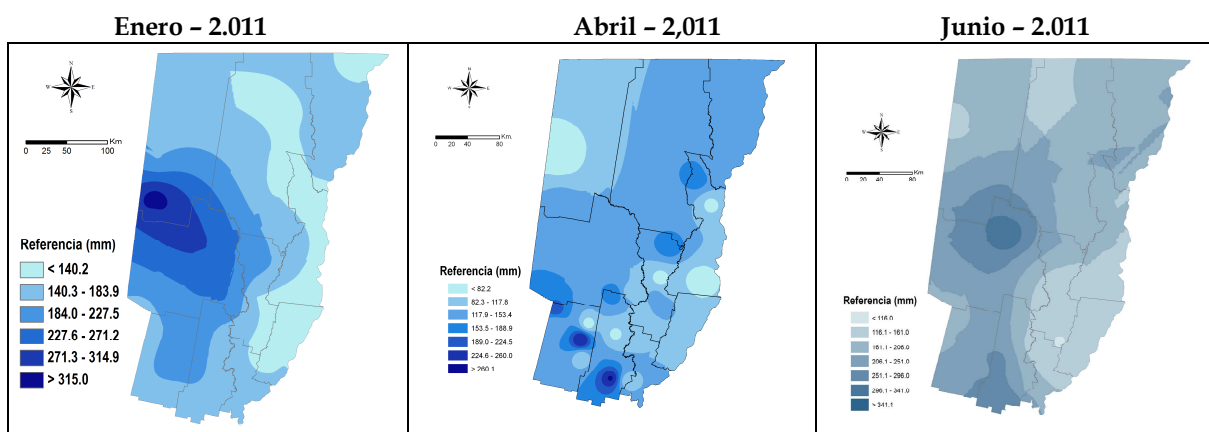 Enero – 2.011
Abril – 2,011
Junio – 2.011
N
W E
S
Km
0 25 50 100
Referencia (mm)
< 140.2
140.3 - 183.9
184.0 - 227.5
227.6 - 271.2
271.3 - 314.9
> 315.0
W E
S
Km.
0 20 40 80
Referencia (mm)
< 82.2
82.3 - 117.8
117.9 - 153.4
153.5 - 188.9
189.0 - 224.5
224.6 - 260.0
> 260.1
N
W E
S
Km
0 20 40 80
Referencia (mm)
< 116.0
116.1 - 161.0
161.1 - 206.0
206.1 - 251.0
251.1 - 296.0
296.1 - 341.0
> 341.1